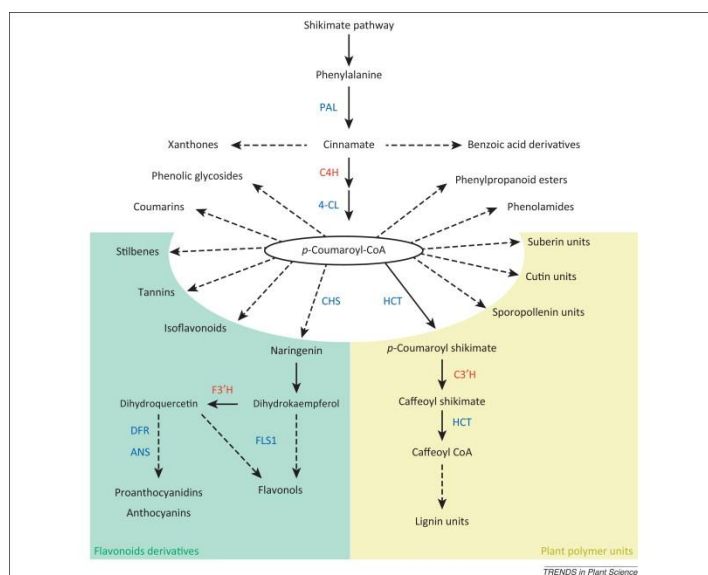 Shikimate pathway
Phenylalanine
PAL
Xanthones
Cinnamate
Benzoic acid derivatives
C4H
Phenolic glycosides
Phenylpropanoid esters
4-CL
Coumarins
Phenolamides
Stilbenes
p-Coumaroyl-CoA
Suberin units
Tannins
Cutin units
CHS
HCT
Isoflavonoids
Sporopollenin units
Naringenin
p-Coumaroyl shikimate
F3′H
C3′H
Dihydroquercetin
Dihydrokaempferol
Caffeoyl shikimate
DFR
HCT
FLS1
ANS
Caffeoyl CoA
Proanthocyanidins
Flavonols
Anthocyanins
Lignin units
Flavonoids derivatives
Plant polymer units
TRENDS in Plant Science